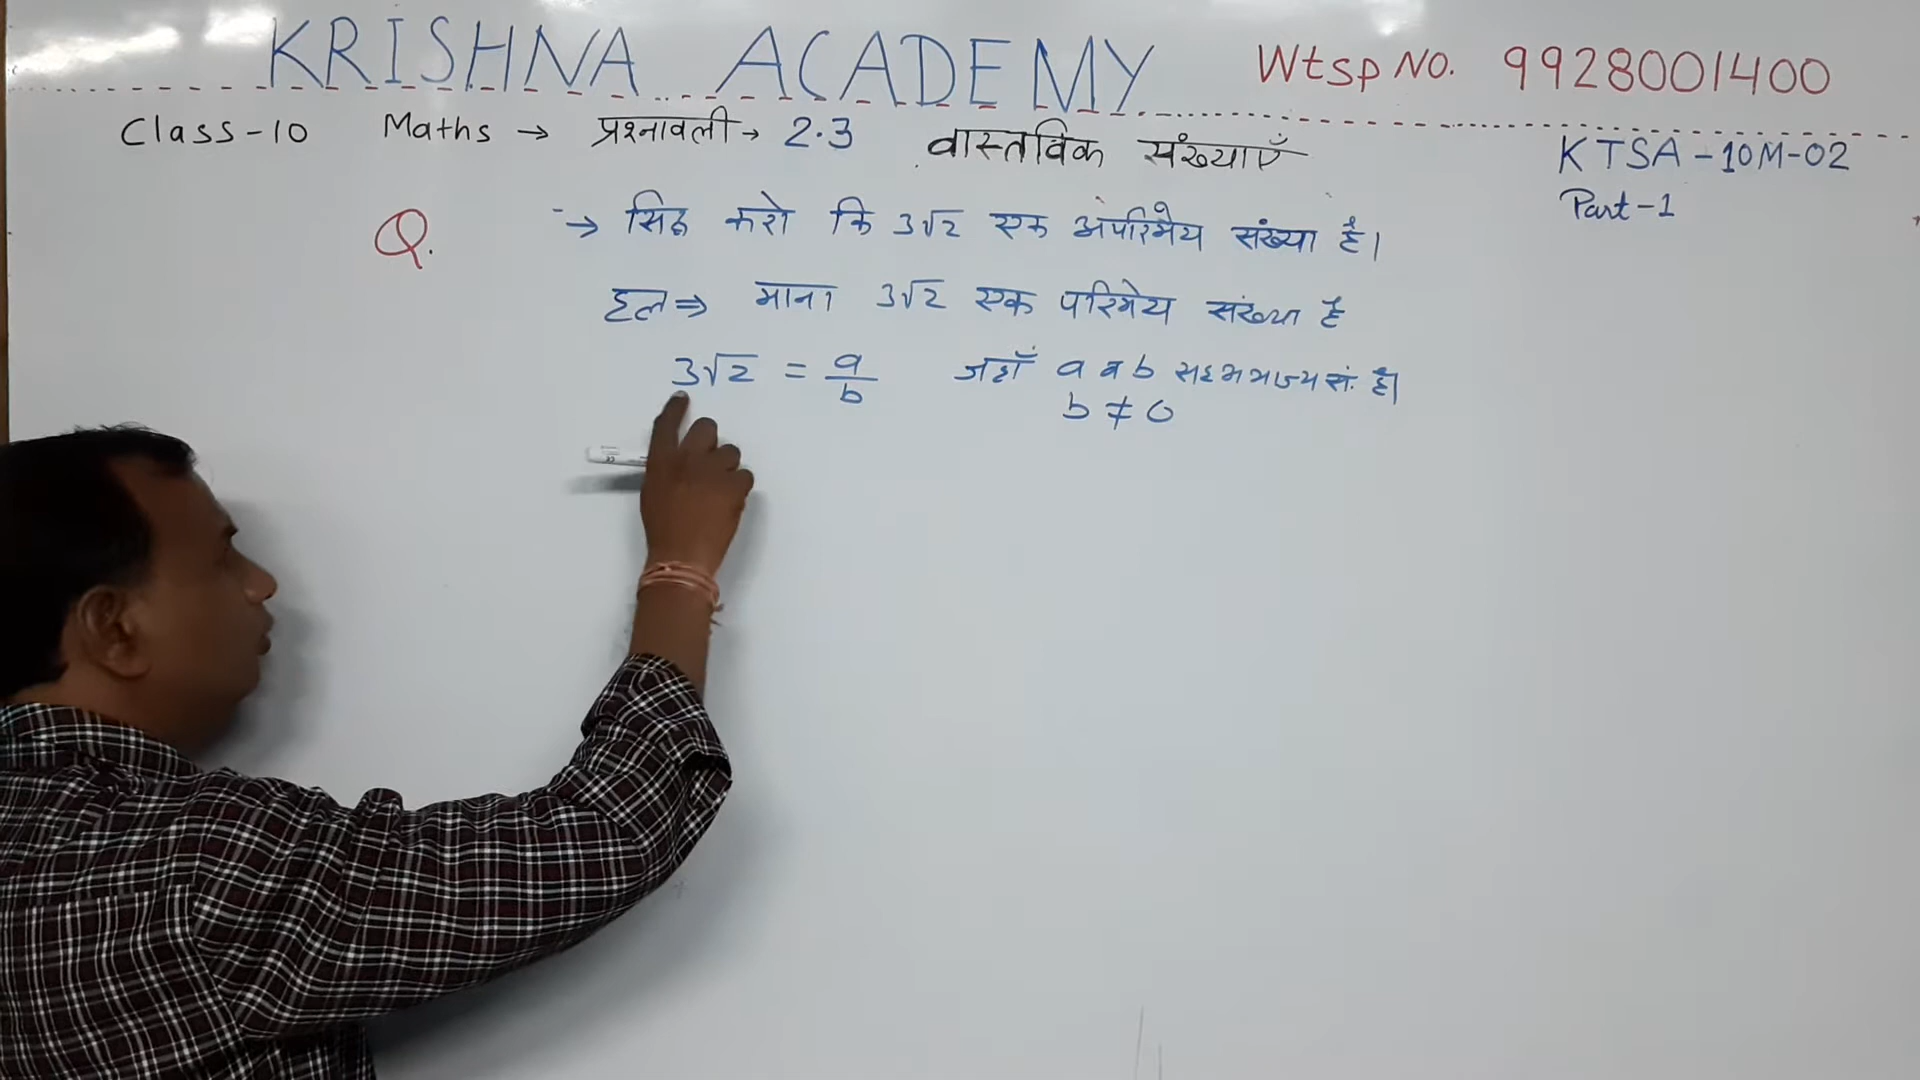 KRISHNA ACADEMY Wtsp NO. 9928001400
Class-10 Maths → प्रश्नावली → 2.3 वास्तविक संख्याएँ KTSA-10M-02
Part-1
Q. → सिद्ध करो कि 3√2 एक अपरिमेय संख्या है।
हल ⇒ माना 3√2 एक परिमेय संख्या है
3√2 = a/b जहाँ a व b सहअभाज्य सं. है।
b ≠ 0